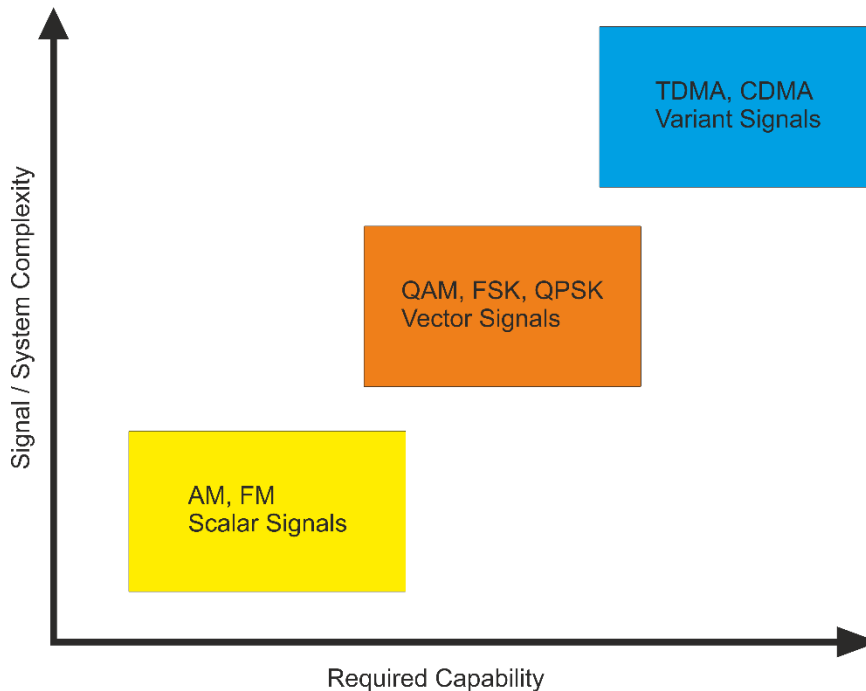 TDMA, CDMA
Variant Signals
QAM, FSK, QPSK
Vector Signals
AM, FM
Scalar Signals
Signal / System Complexity
Required Capability